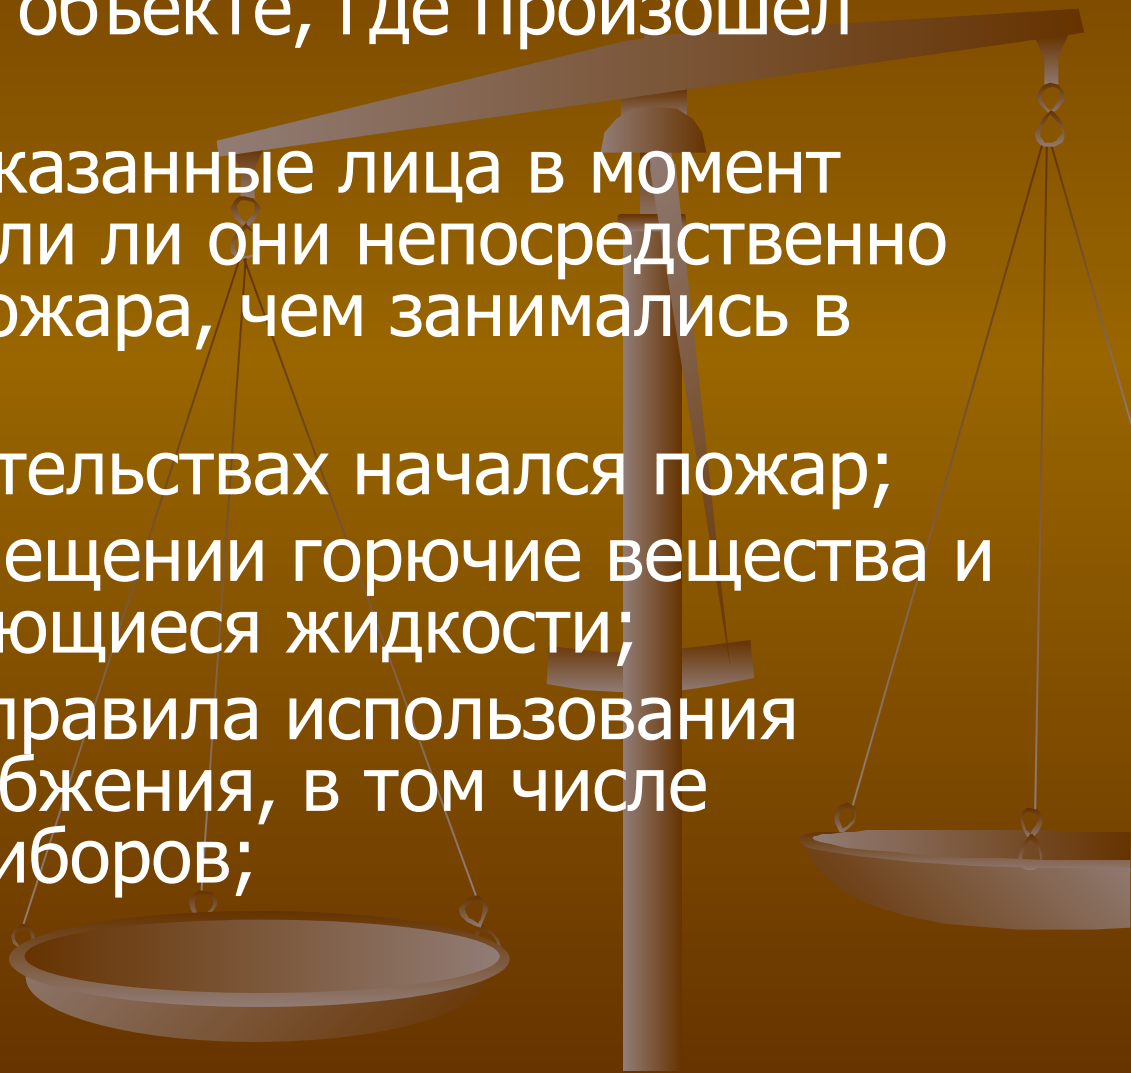 объекте, где произошел
казанные лица в момент
ли ли они непосредственно
ожара, чем занимались в
тельствах начался пожар;
ещении горючие вещества и
ющиеся жидкости;
правила использования
бжения, в том числе
иборов;